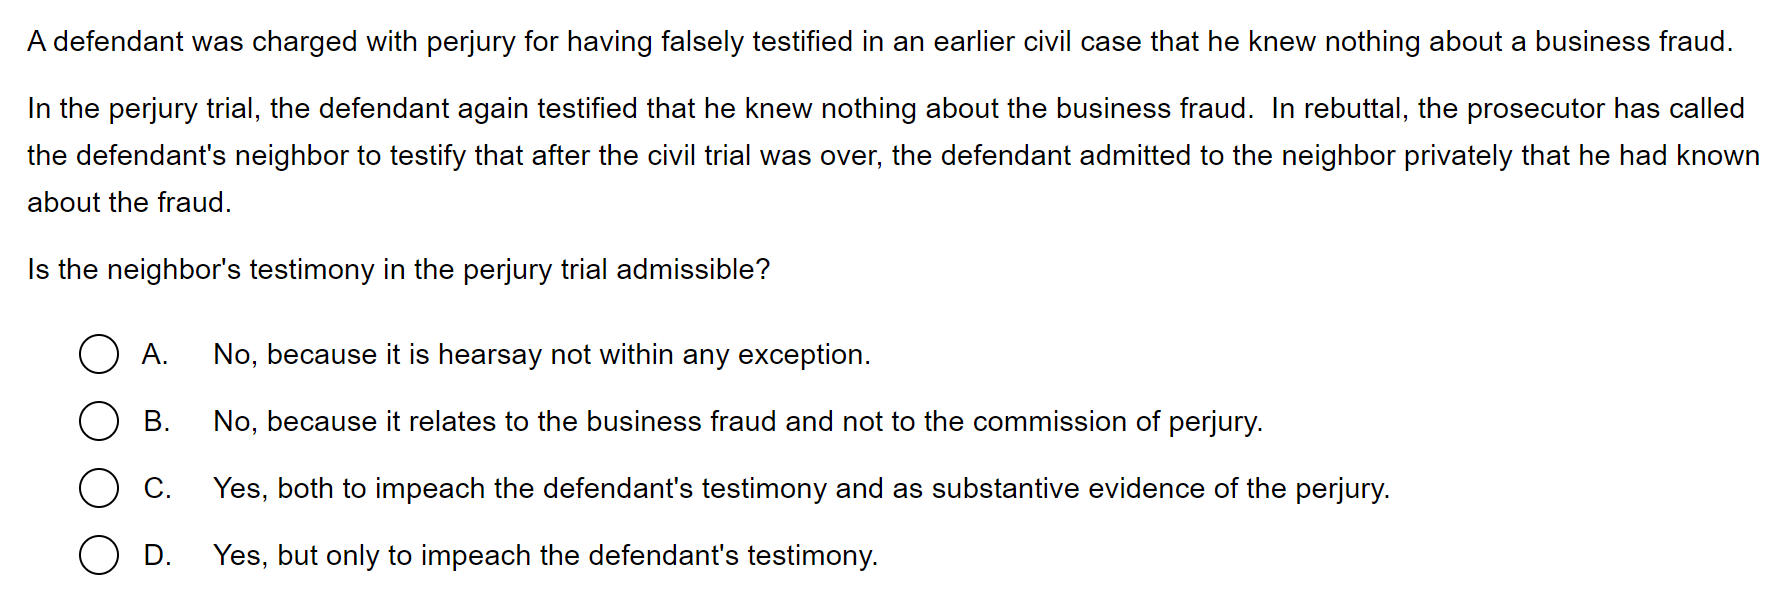 A defendant was charged with perjury for having falsely testified in an earlier civil case that he knew nothing about a business fraud.
In the perjury trial, the defendant again testified that he knew nothing about the business fraud.  In rebuttal, the prosecutor has called
the defendant's neighbor to testify that after the civil trial was over, the defendant admitted to the neighbor privately that he had known
about the fraud.
Is the neighbor's testimony in the perjury trial admissible?
A. No, because it is hearsay not within any exception.
B. No, because it relates to the business fraud and not to the commission of perjury.
C. Yes, both to impeach the defendant's testimony and as substantive evidence of the perjury.
D. Yes, but only to impeach the defendant's testimony.